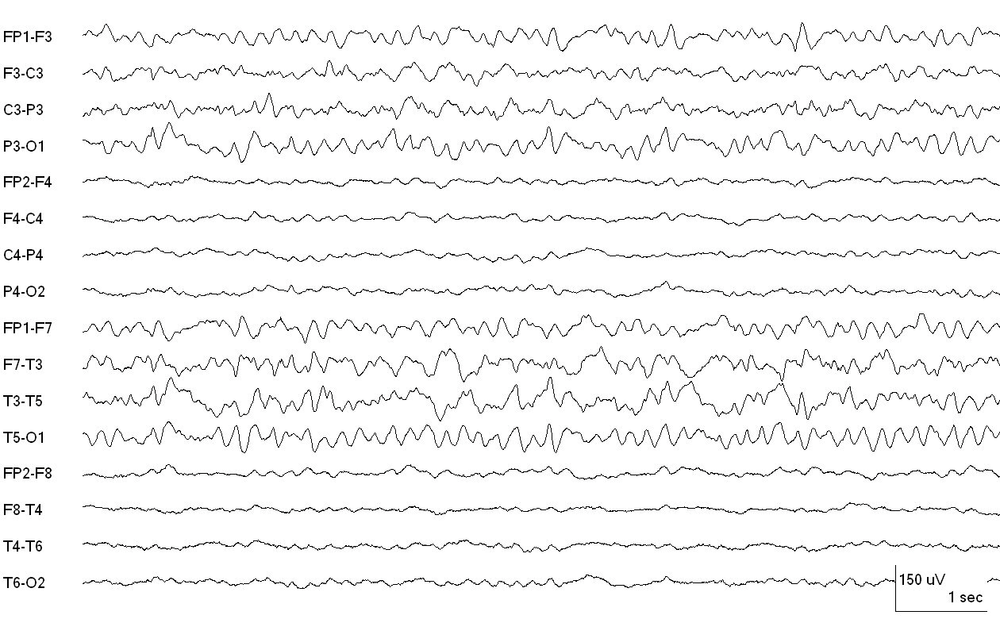 FP1-F3
F3-C3
C3-P3
P3-O1
FP2-F4
F4-C4
C4-P4
P4-O2
FP1-F7
F7-T3
T3-T5
T5-O1
FP2-F8
F8-T4
T4-T6
T6-O2
150 uV
1 sec